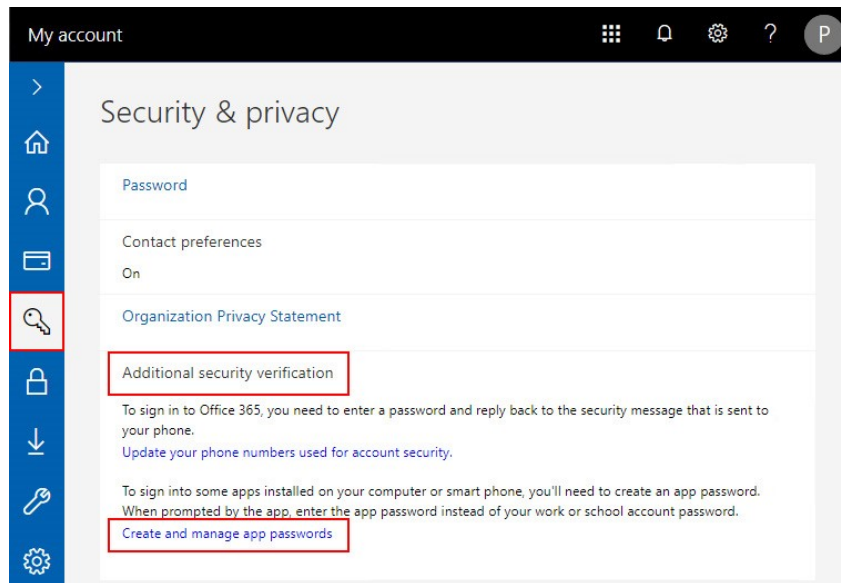 My account
?
P
Security & privacy
Password
Contact preferences
On
Organization Privacy Statement
Additional security verification
To sign in to Office 365, you need to enter a password and reply back to the security message that is sent to
your phone.
Update your phone numbers used for account security.
To sign into some apps installed on your computer or smart phone, you'll need to create an app password.
When prompted by the app, enter the app password instead of your work or school account password.
Create and manage app passwords